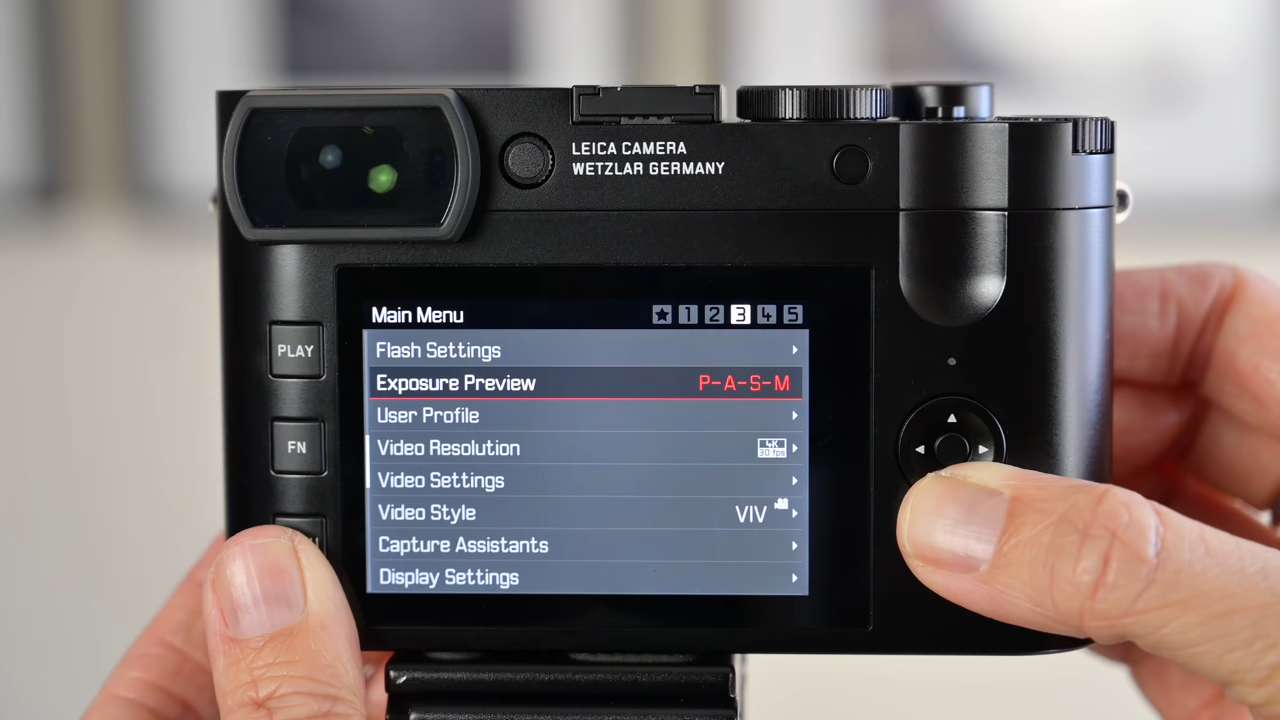 LEICA CAMERA
WETZLAR GERMANY
PLAY
FN
Main Menu ★ 1 2 3 4 5
Flash Settings
Exposure Preview P-A-S-M
User Profile
Video Resolution 4K 30 fps
Video Settings
Video Style VIV
Capture Assistants
Display Settings